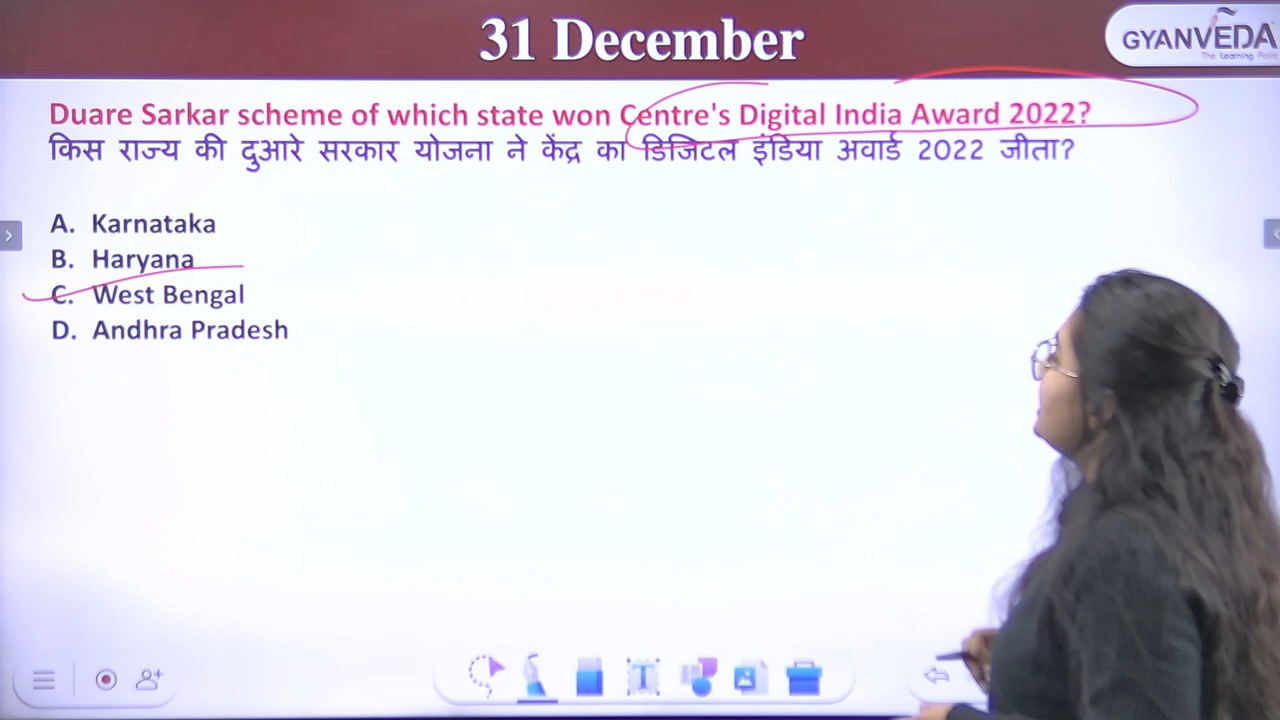 31 December
GYANVEDA
The Learning Point
Duare Sarkar scheme of which state won Centre's Digital India Award 2022?
किस राज्य की दुआरे सरकार योजना ने केंद्र का डिजिटल इंडिया अवार्ड 2022 जीता?
A. Karnataka
B. Haryana
C. West Bengal
D. Andhra Pradesh